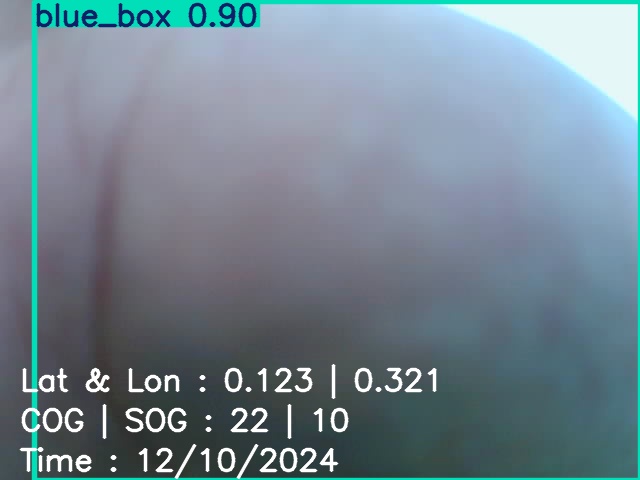 blue_box 0.90
Lat & Lon : 0.123 | 0.321
COG | SOG : 22 | 10
Time : 12/10/2024